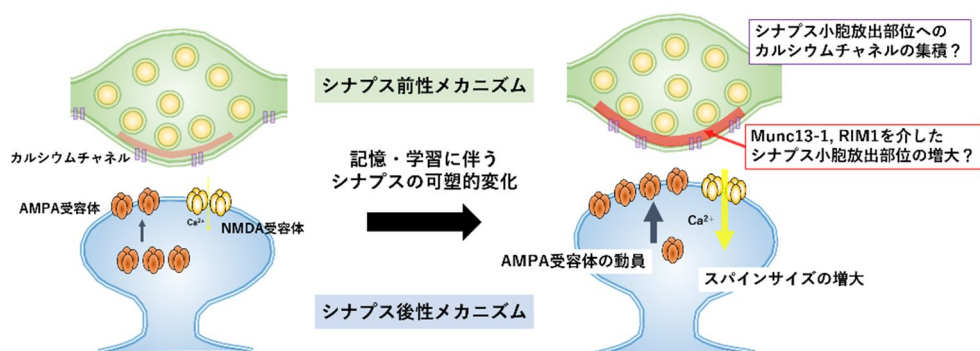 シナプス小胞放出部位への
カルシウムチャネルの集積？
シナプス前性メカニズム
Munc13-1, RIM1を介した
シナプス小胞放出部位の増大？
カルシウムチャネル
記憶・学習に伴う
シナプスの可塑的変化
AMPA受容体
Ca²⁺
NMDA受容体
Ca²⁺
AMPA受容体の動員
スパインサイズの増大
シナプス後性メカニズム